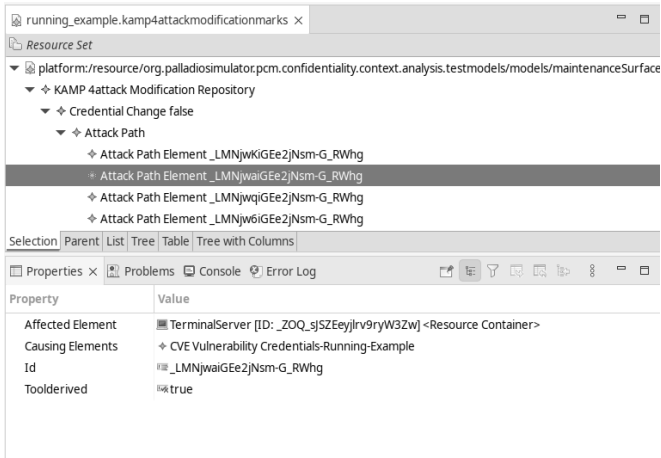 running_example.kamp4attackmodificationmarks
Resource Set
platform:/resource/org.palladiosimulator.pcm.confidentiality.context.analysis.testmodels/models/maintenanceSurface
KAMP 4attack Modification Repository
Credential Change false
Attack Path
Attack Path Element _LMNjwKiGEe2jNsm-G_RWhg
Attack Path Element _LMNjwaiGEe2jNsm-G_RWhg
Attack Path Element _LMNjwqiGEe2jNsm-G_RWhg
Attack Path Element _LMNjw6iGEe2jNsm-G_RWhg
Selection Parent List Tree Table Tree with Columns
Properties Problems Console Error Log
Property Value
Affected Element TerminalServer [ID: _ZOQ_sJSZEeyjlrv9ryW3Zw] <Resource Container>
Causing Elements CVE Vulnerability Credentials-Running-Example
Id _LMNjwaiGEe2jNsm-G_RWhg
Toolderived true